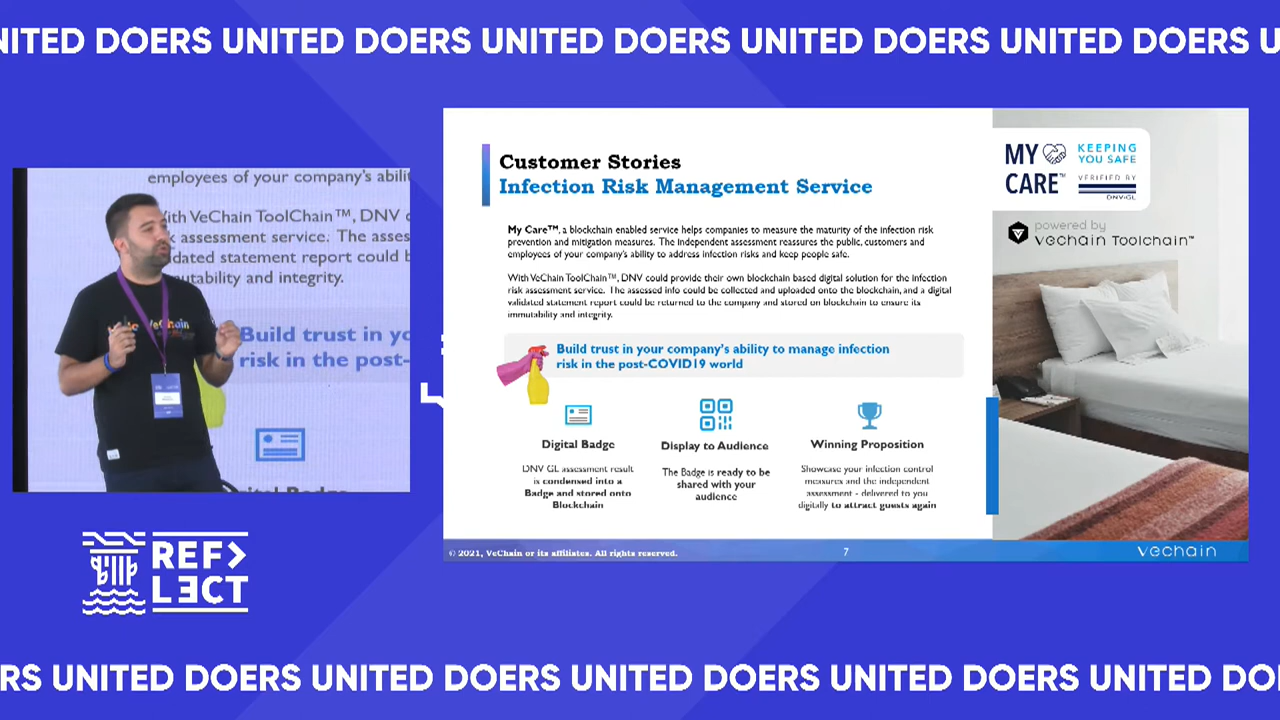 NITED DOERS UNITED DOERS UNITED DOERS UNITED DOERS UNITED DOERS U
employees of your company's abilit
ith VeChain ToolChain™, DNV c
k assessment service. The asses
idated statement report could b
mutability and integrity.
VeChain
Build trust in yo
risk in the post-
ital Badge
REF>
LECT
Customer Stories
Infection Risk Management Service
My Care™, a blockchain enabled service helps companies to measure the maturity of the infection risk
prevention and mitigation measures. The independent assessment reassures the public, customers and
employees of your company's ability to address infection risks and keep people safe.
With VeChain ToolChain™, DNV could provide their own blockchain based digital solution for the infection
risk assessment service. The assessed info could be collected and uploaded onto the blockchain, and a digital
validated statement report could be returned to the company and stored on blockchain to ensure its
immutability and integrity.
Build trust in your company's ability to manage infection
risk in the post-COVID19 world
Digital Badge
DNV GL assessment result
is condensed into a
Badge and stored onto
Blockchain
Display to Audience
The Badge is ready to be
shared with your
audience
Winning Proposition
Showcase your infection control
measures and the independent
assessment - delivered to you
digitally to attract guests again
MY
CARE™
KEEPING
YOU SAFE
VERIFIED BY
DNV·GL
powered by
vechain Toolchain™
© 2021, VeChain or its affiliates. All rights reserved.
7
vechain
RS UNITED DOERS UNITED DOERS UNITED DOERS UNITED DOERS UNITED DO